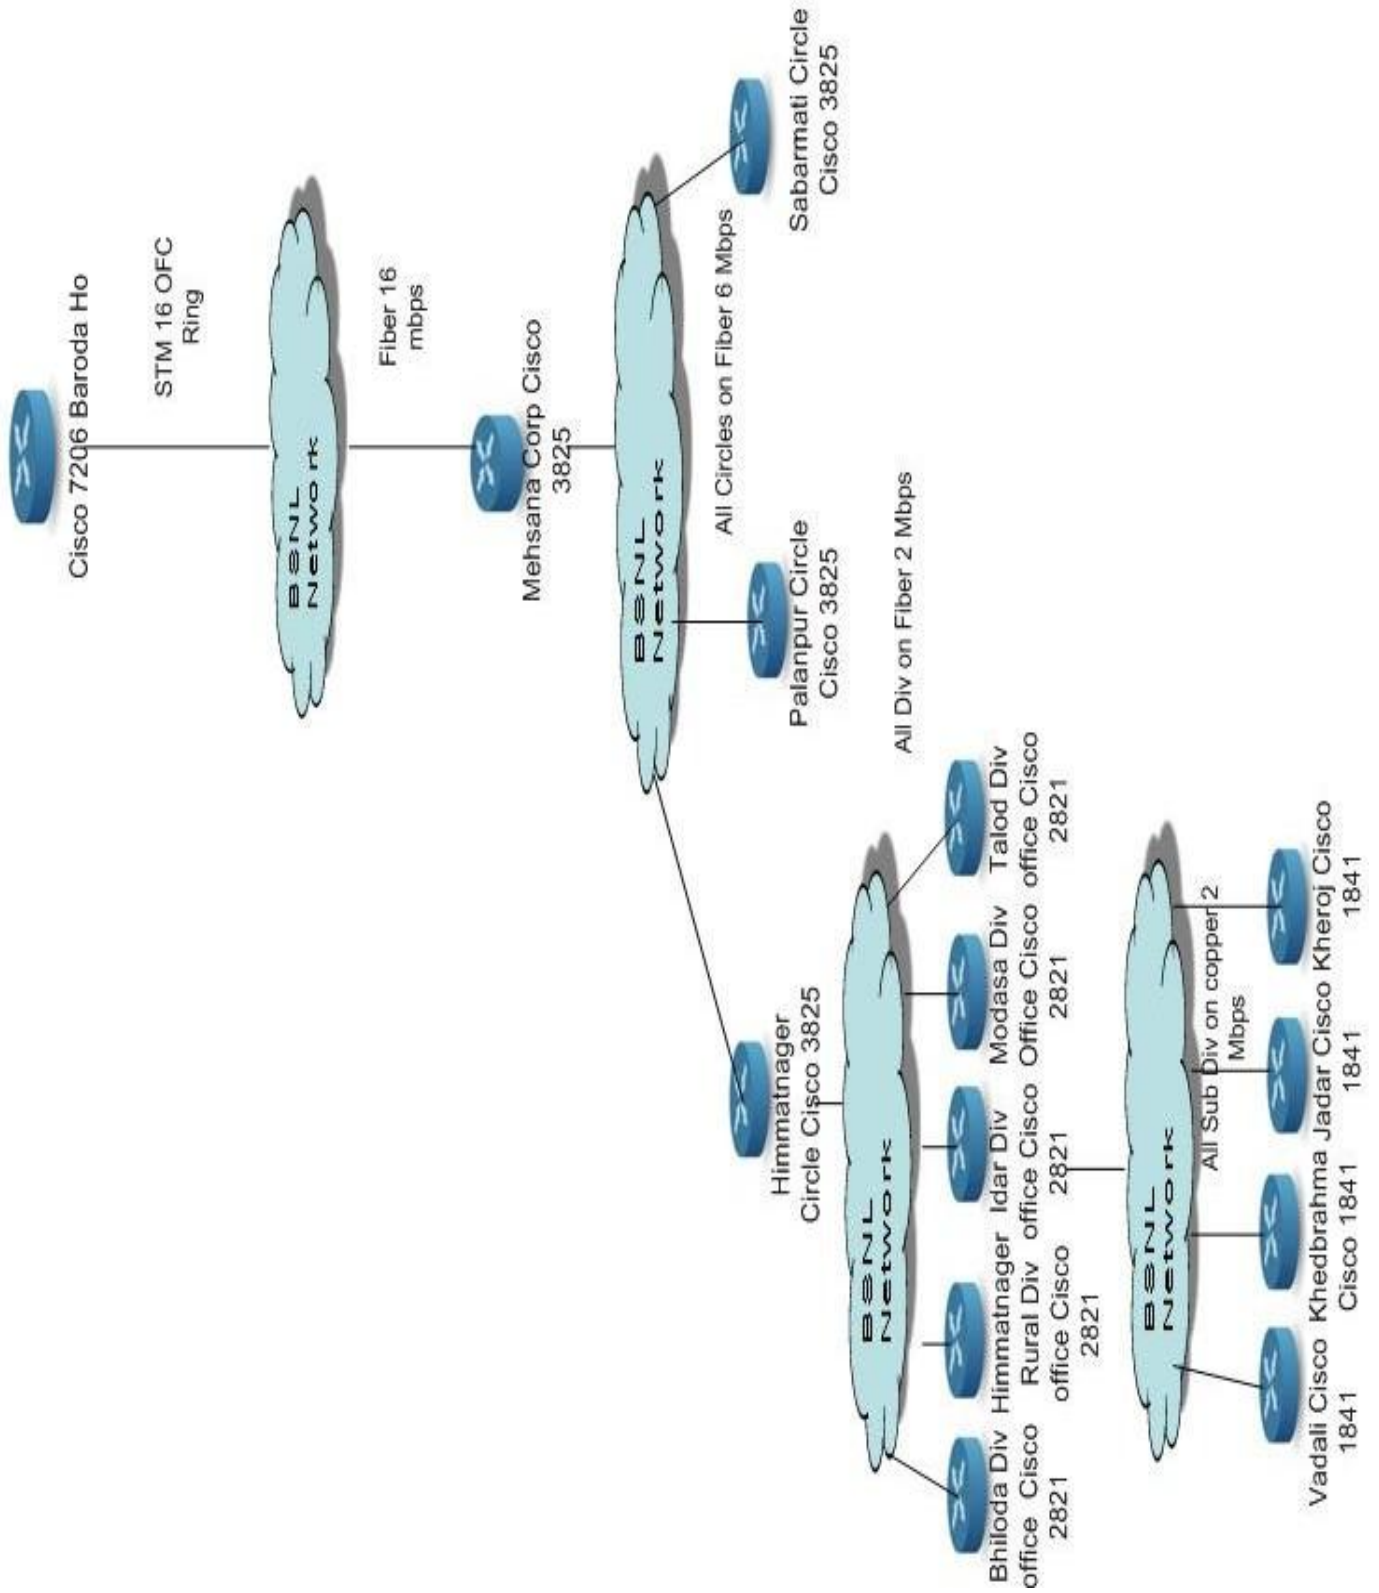 Cisco 7206 Baroda Ho
STM 16 OFC
Ring
BSNL
Network
Fiber 16
mbps
Mehsana Corp Cisco
3825
BSNL
Network
All Circles on Fiber 6 Mbps
Himmatnager
Circle Cisco 3825
Palanpur Circle
Cisco 3825
Sabarmati Circle
Cisco 3825
BSNL
Network
All Div on Fiber 2 Mbps
Bhiloda Div
office Cisco
2821
Himmatnager
Rural Div
office Cisco
2821
Idar Div
office Cisco
2821
Modasa Div
Office Cisco
2821
Talod Div
office Cisco
2821
BSNL
Network
All Sub Div on copper 2
Mbps
Vadali Cisco
1841
Khedbrahma
Cisco 1841
Jadar Cisco
1841
Kheroj Cisco
1841